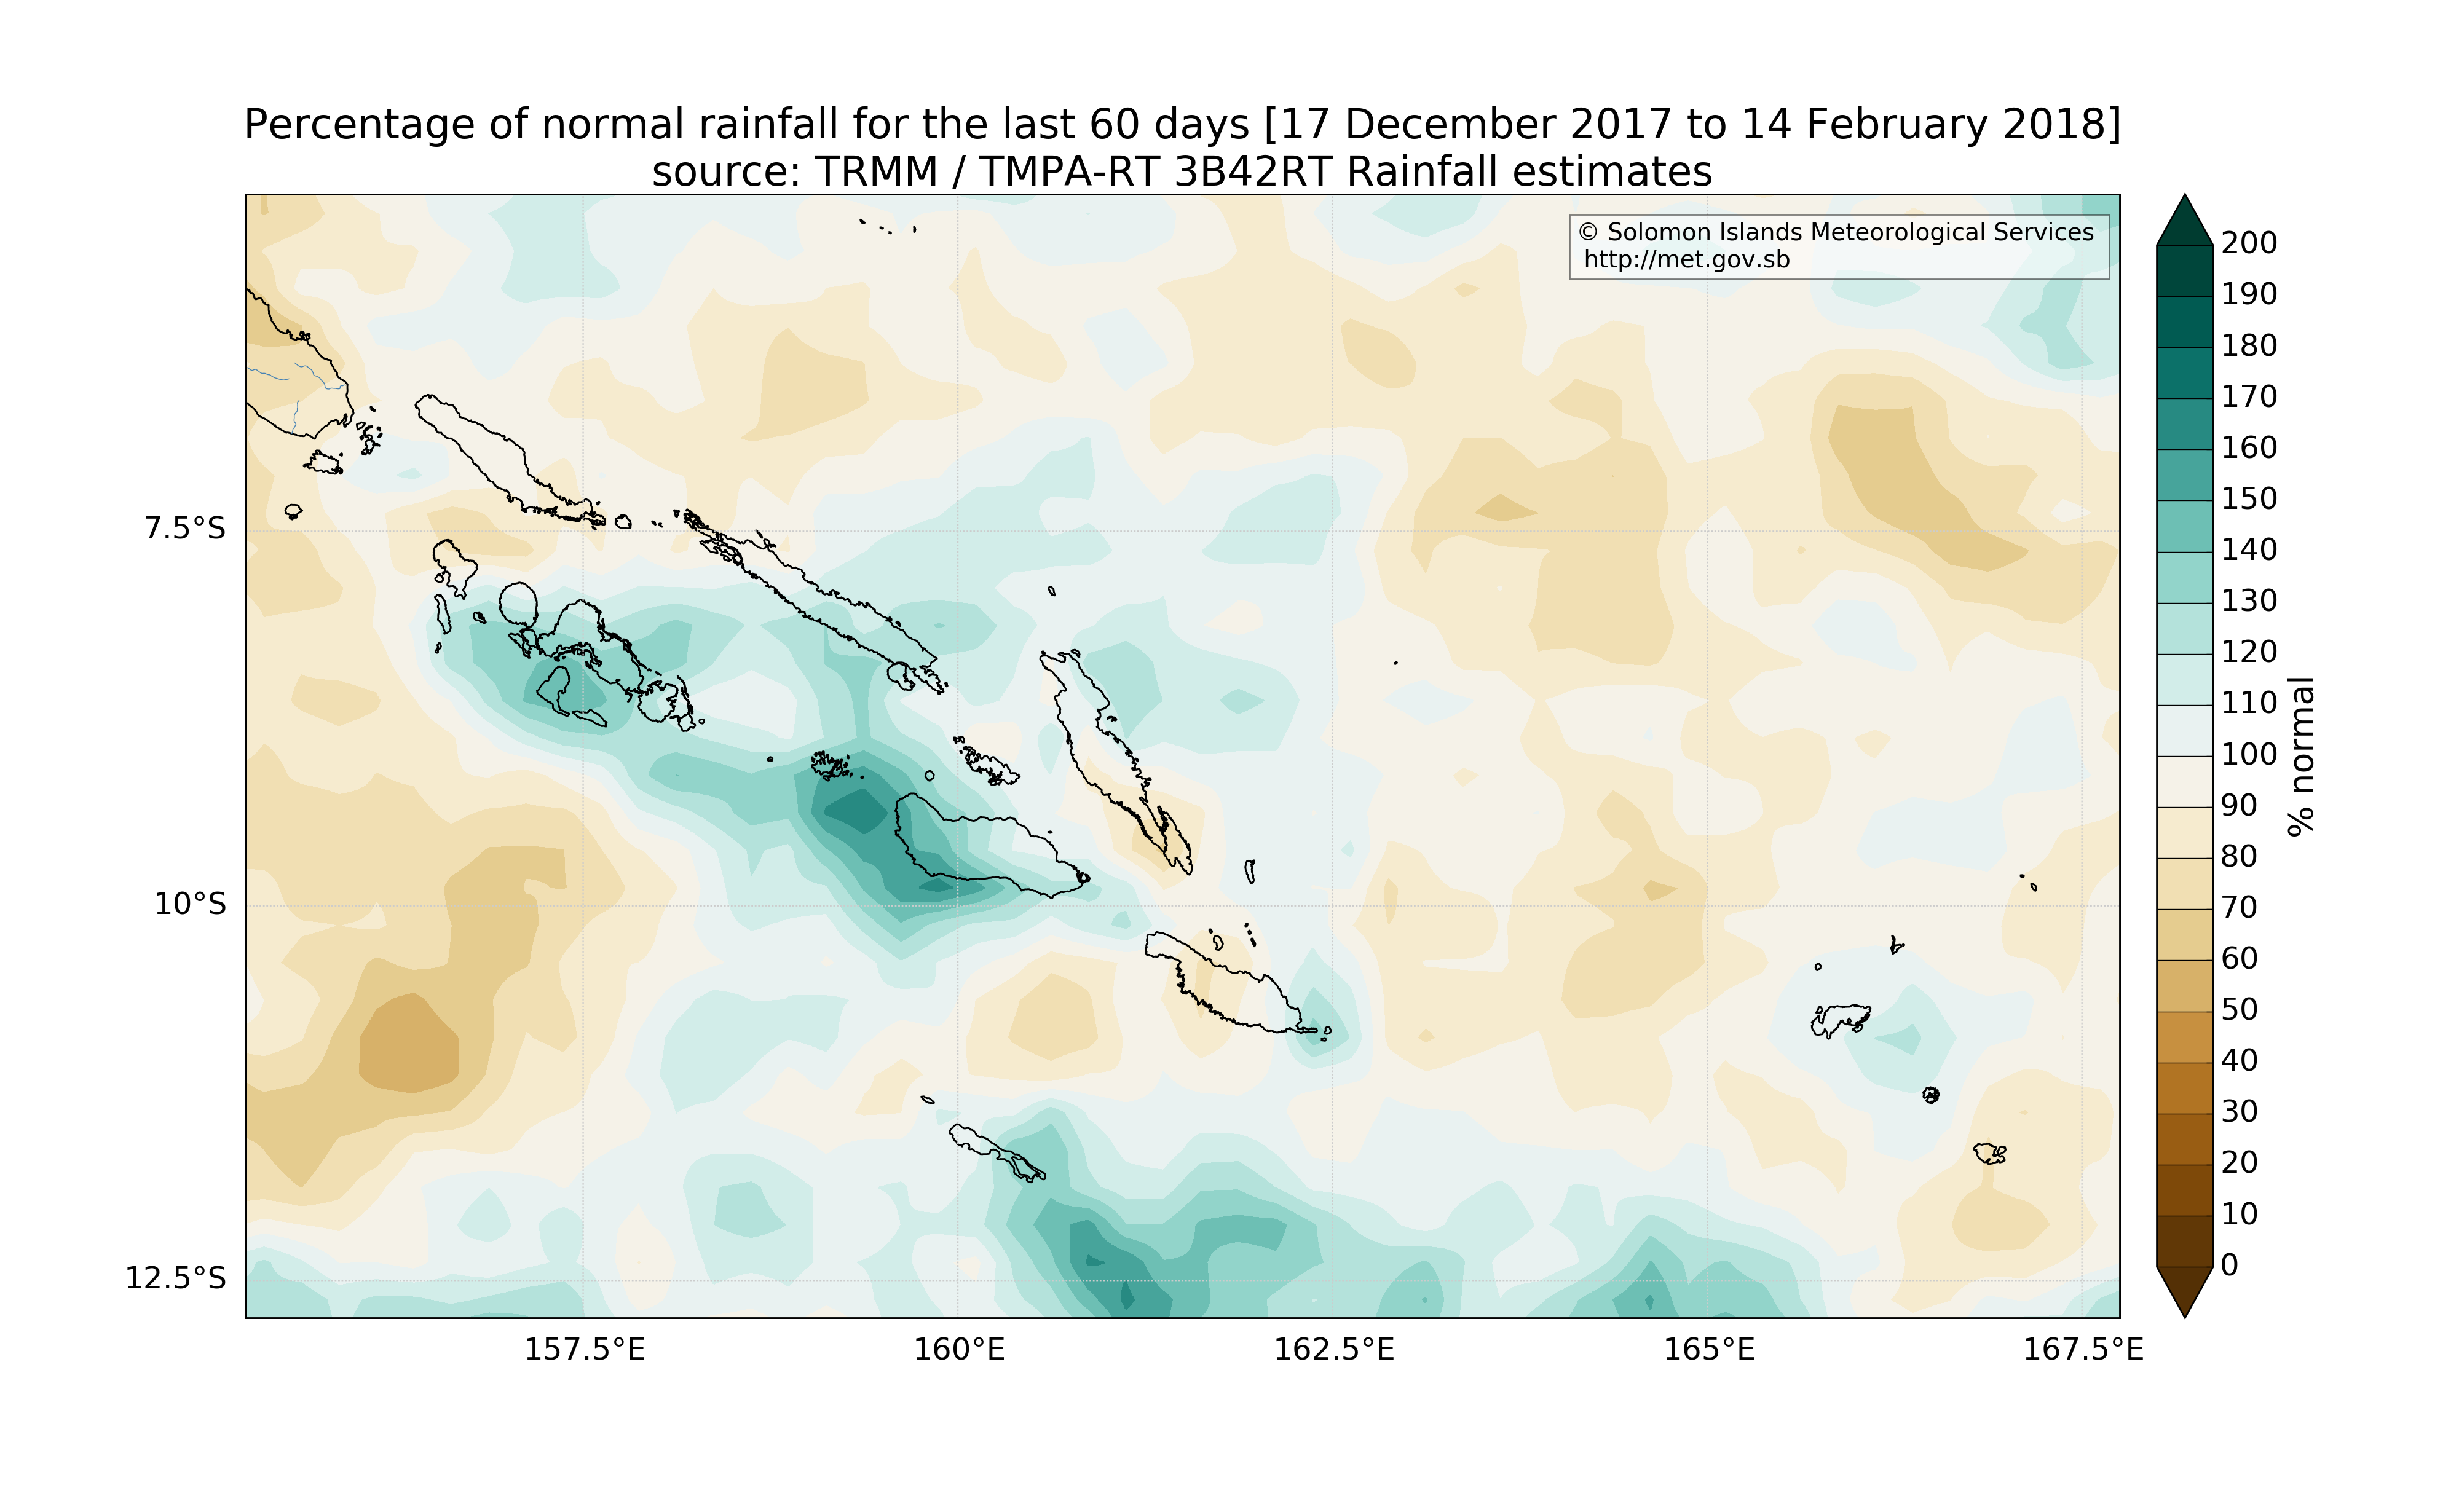 Percentage of normal rainfall for the last 60 days [17 December 2017 to 14 February 2018]
source: TRMM / TMPA-RT 3B42RT Rainfall estimates
© Solomon Islands Meteorological Services
http://met.gov.sb
7.5°S
10°S
12.5°S
157.5°E
160°E
162.5°E
165°E
167.5°E
200
190
180
170
160
150
140
130
120
110
100
90
80
70
60
50
40
30
20
10
0
% normal